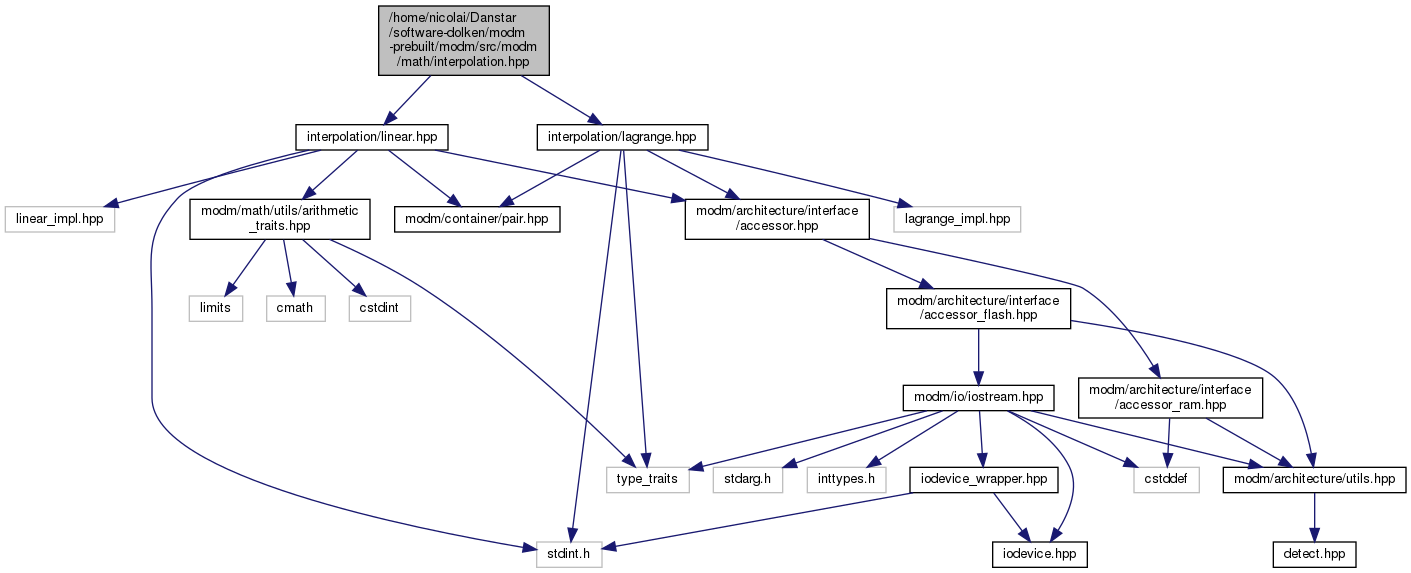 /home/nicolai/Danstar
/software-dolken/modm
-prebuilt/modm/src/modm
/math/interpolation.hpp
interpolation/linear.hpp
interpolation/lagrange.hpp
linear_impl.hpp
modm/math/utils/arithmetic
_traits.hpp
modm/container/pair.hpp
modm/architecture/interface
/accessor.hpp
lagrange_impl.hpp
limits
cmath
cstdint
modm/architecture/interface
/accessor_flash.hpp
modm/io/iostream.hpp
modm/architecture/interface
/accessor_ram.hpp
type_traits
stdarg.h
inttypes.h
iodevice_wrapper.hpp
cstddef
modm/architecture/utils.hpp
stdint.h
iodevice.hpp
detect.hpp